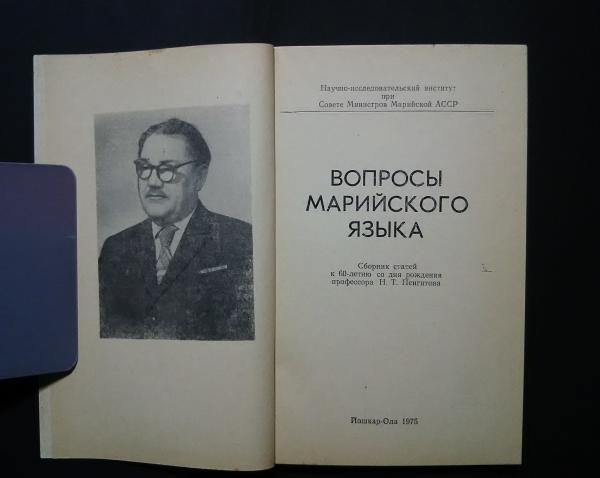 Научно-исследовательский институт
при
Совете Министров Марийской АССР
ВОПРОСЫ
МАРИЙСКОГО
ЯЗЫКА
Сборник статей
к 60-летию со дня рождения
профессора Н. Т. Пенгитова
Йошкар-Ола 1975